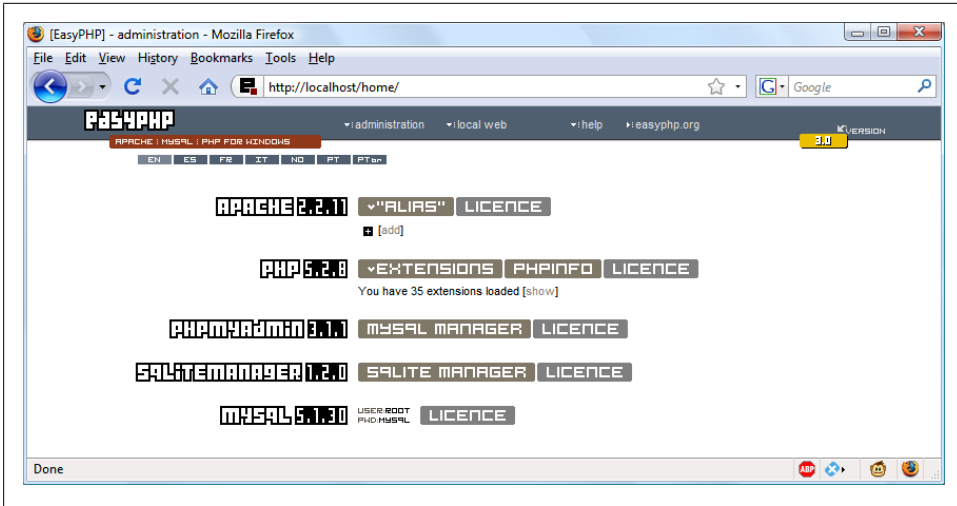 [EasyPHP] - administration - Mozilla Firefox
File Edit View History Bookmarks Tools Help
http://localhost/home/
Google
EASYPHP
administration local web help easyphp.org
VERSION
APACHE : MYSQL : PHP FOR WINDOWS
3.0
EN ES FR IT NO PT PTbr
APACHE 2.2.11 "ALIAS" LICENCE
[add]
PHP 5.2.8 EXTENSIONS PHPINFO LICENCE
You have 35 extensions loaded [show]
PHPMYADMIN 3.1.1 MYSQL MANAGER LICENCE
SQLITEMANAGER 1.2.0 SQLITE MANAGER LICENCE
MYSQL 5.1.30 USER:ROOT LICENCE
PWD:MYSQL
Done
ABP